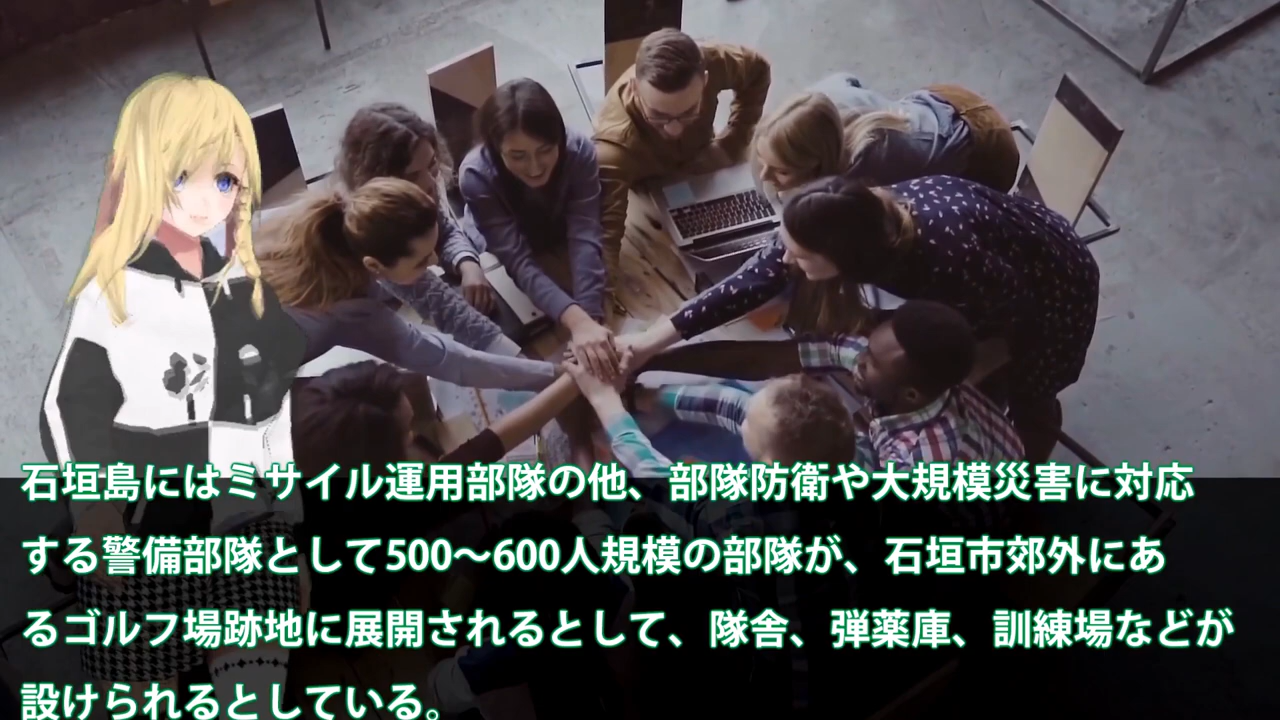 石垣島にはミサイル運用部隊の他、部隊防衛や大規模災害に対応
する警備部隊として500～600人規模の部隊が、石垣市郊外にあ
るゴルフ場跡地に展開されるとして、隊舎、弾薬庫、訓練場などが
設けられるとしている。